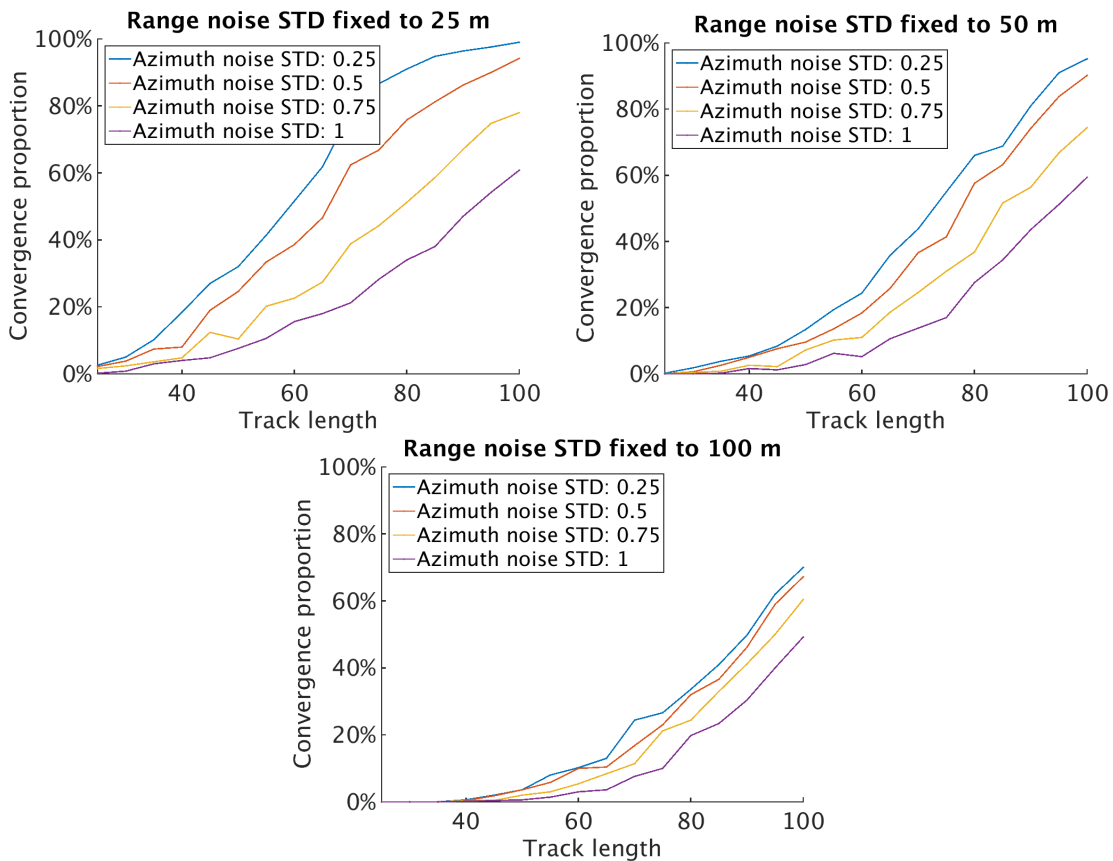 Range noise STD fixed to 25 m
100%
80%
60%
40%
20%
0%
Convergence proportion
Azimuth noise STD: 0.25
Azimuth noise STD: 0.5
Azimuth noise STD: 0.75
Azimuth noise STD: 1
40 60 80 100
Track length
Range noise STD fixed to 50 m
100%
80%
60%
40%
20%
0%
Convergence proportion
Azimuth noise STD: 0.25
Azimuth noise STD: 0.5
Azimuth noise STD: 0.75
Azimuth noise STD: 1
40 60 80 100
Track length
Range noise STD fixed to 100 m
100%
80%
60%
40%
20%
0%
Convergence proportion
Azimuth noise STD: 0.25
Azimuth noise STD: 0.5
Azimuth noise STD: 0.75
Azimuth noise STD: 1
40 60 80 100
Track length